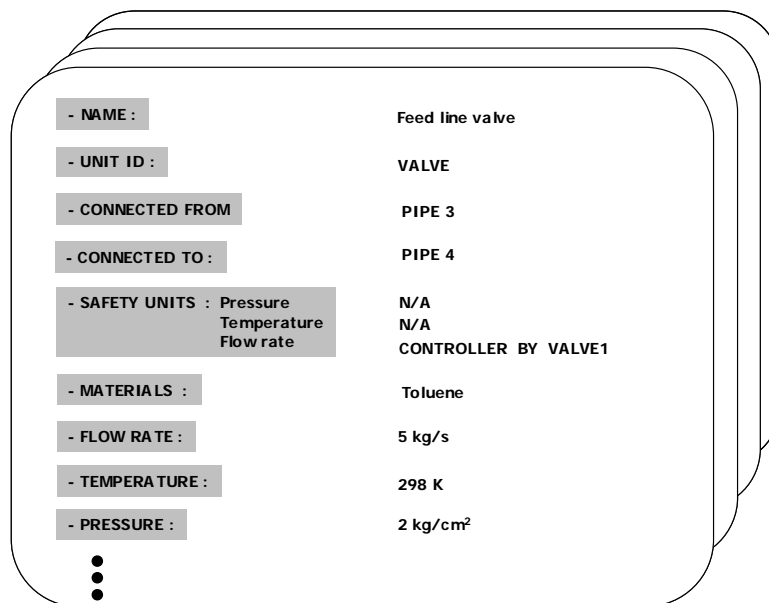 - NAME : Feed line valve
- UNIT ID : VALVE
- CONNECTED FROM PIPE 3
- CONNECTED TO : PIPE 4
- SAFETY UNITS : Pressure N/A
Temperature N/A
Flow rate CONTROLLER BY VALVE1
- MATERIALS : Toluene
- FLOW RATE : 5 kg/s
- TEMPERATURE : 298 K
- PRESSURE : 2 kg/cm²